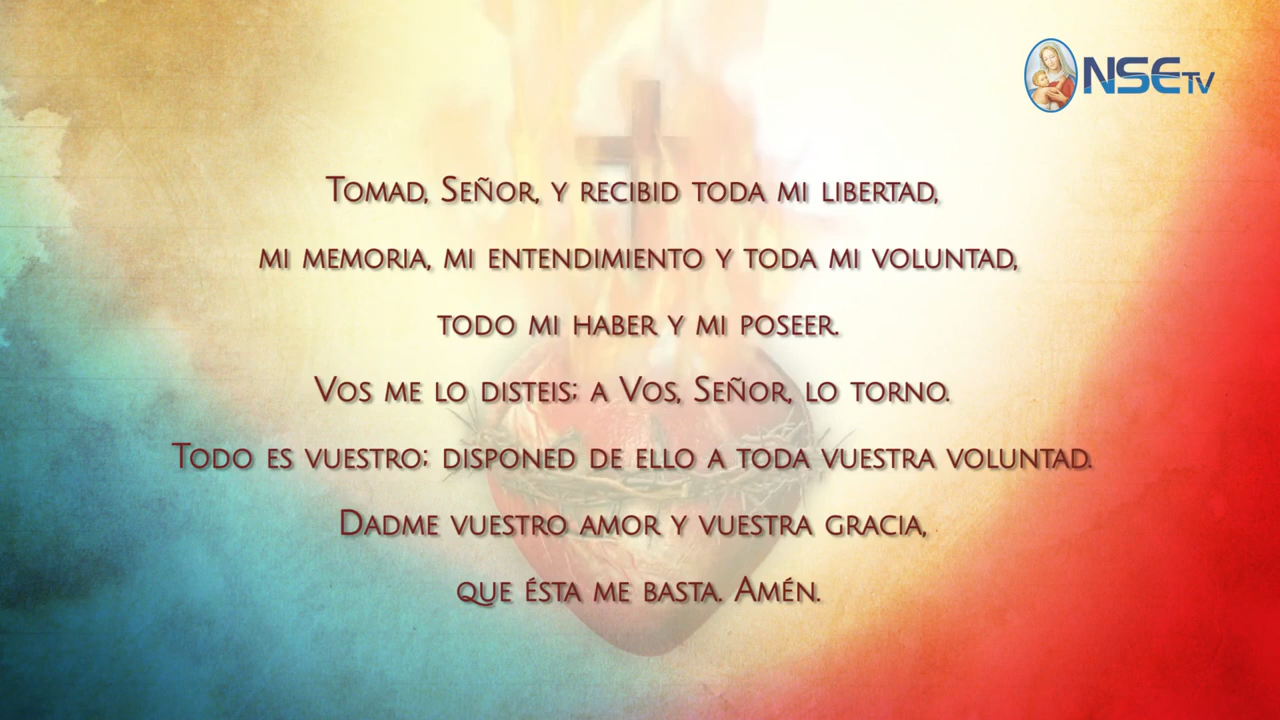 NSETV
Tomad, Señor, y recibid toda mi libertad,
mi memoria, mi entendimiento y toda mi voluntad,
todo mi haber y mi poseer.
Vos me lo disteis; a Vos, Señor, lo torno.
Todo es vuestro; disponed de ello a toda vuestra voluntad.
Dadme vuestro amor y vuestra gracia,
que ésta me basta. Amén.